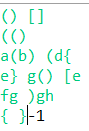 () []
(()
a(b) (d{
e} g() [e
fg )gh
{ }-1